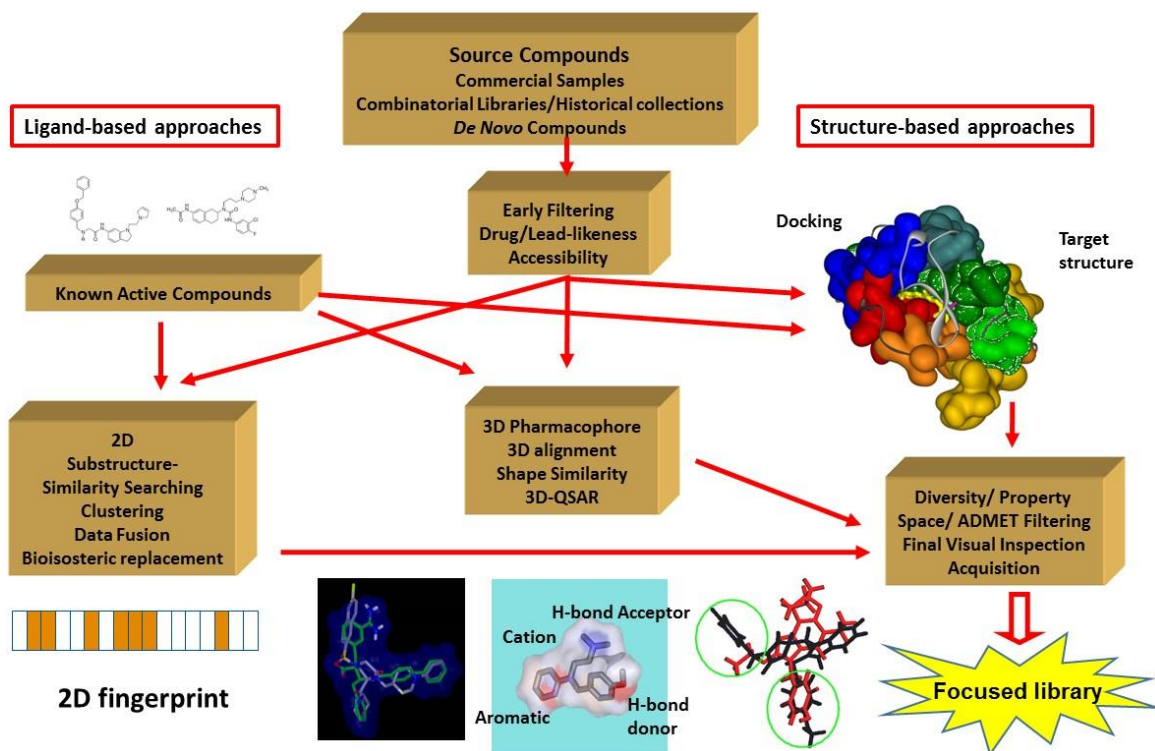 Source Compounds
Commercial Samples
Combinatorial Libraries/Historical collections
De Novo Compounds
Ligand-based approaches
Structure-based approaches
Early Filtering
Drug/Lead-likeness
Accessibility
Docking
Target
structure
Known Active Compounds
2D
Substructure-
Similarity Searching
Clustering
Data Fusion
Bioisosteric replacement
3D Pharmacophore
3D alignment
Shape Similarity
3D-QSAR
Diversity/ Property
Space/ ADMET Filtering
Final Visual Inspection
Acquisition
2D fingerprint
H-bond Acceptor
Cation
Aromatic
H-bond
donor
Focused library